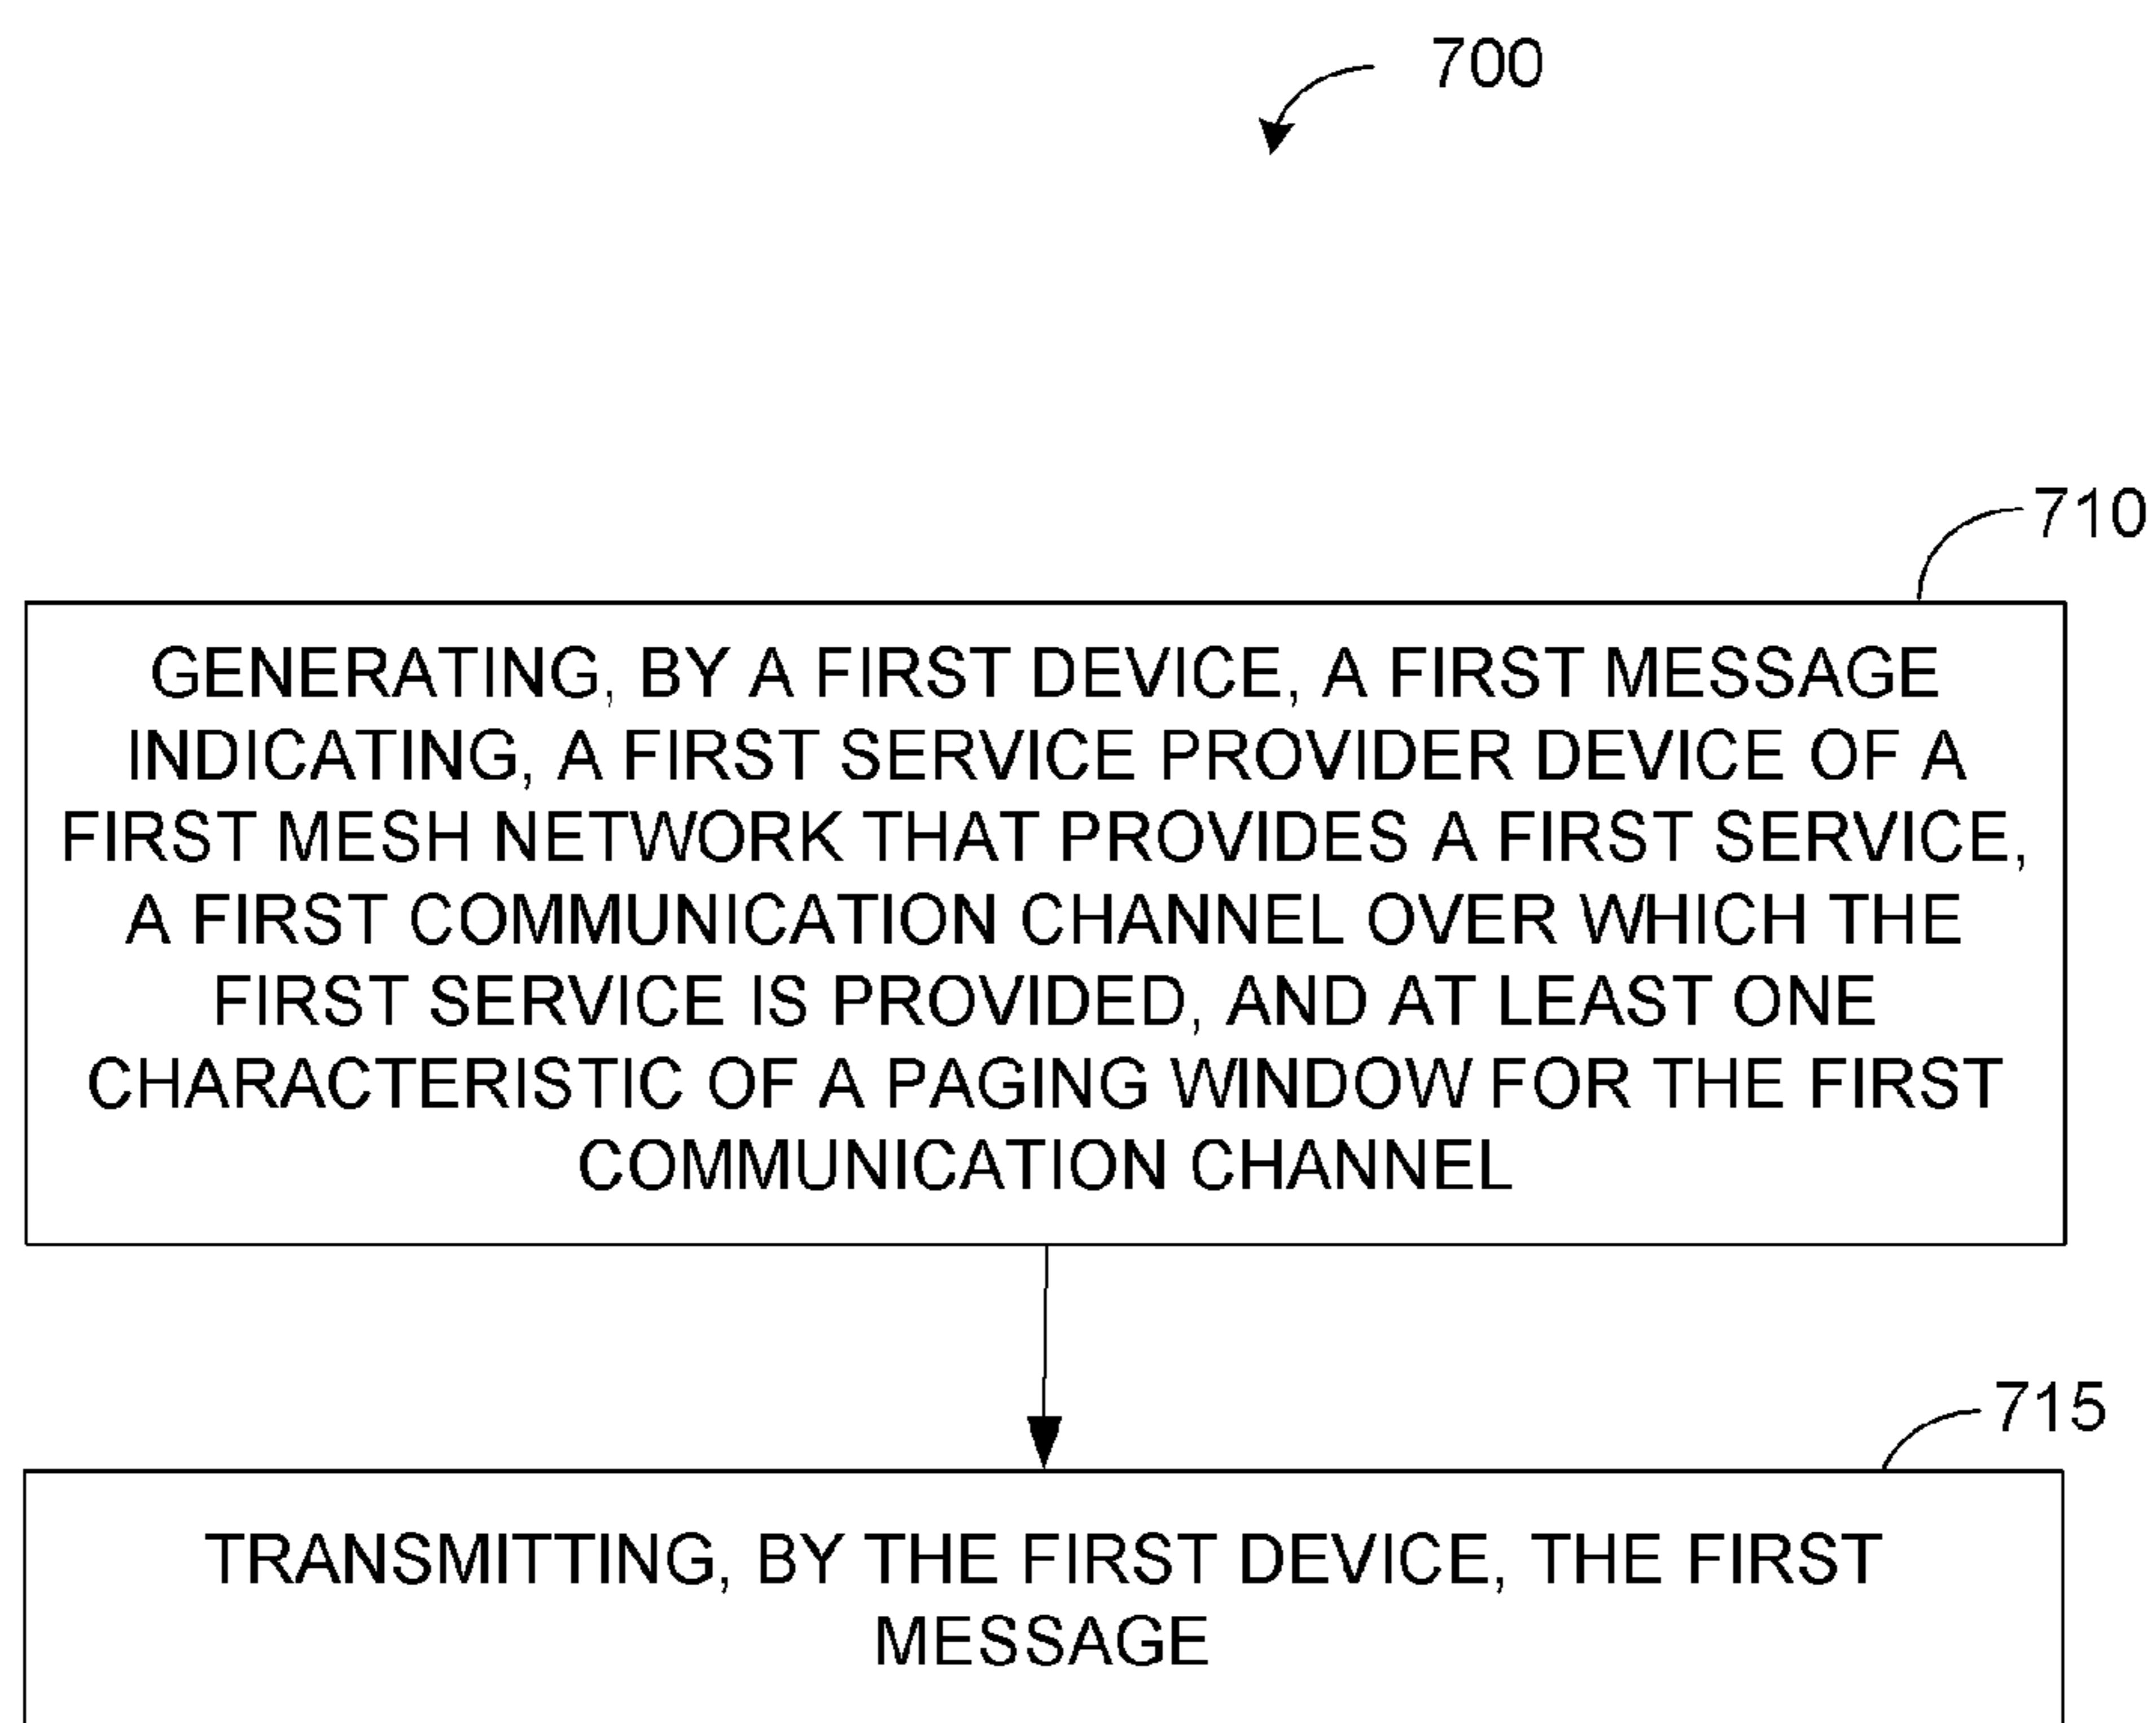 700
710
GENERATING, BY A FIRST DEVICE, A FIRST MESSAGE
INDICATING, A FIRST SERVICE PROVIDER DEVICE OF A
FIRST MESH NETWORK THAT PROVIDES A FIRST SERVICE,
A FIRST COMMUNICATION CHANNEL OVER WHICH THE
FIRST SERVICE IS PROVIDED, AND AT LEAST ONE
CHARACTERISTIC OF A PAGING WINDOW FOR THE FIRST
COMMUNICATION CHANNEL
715
TRANSMITTING, BY THE FIRST DEVICE, THE FIRST
MESSAGE